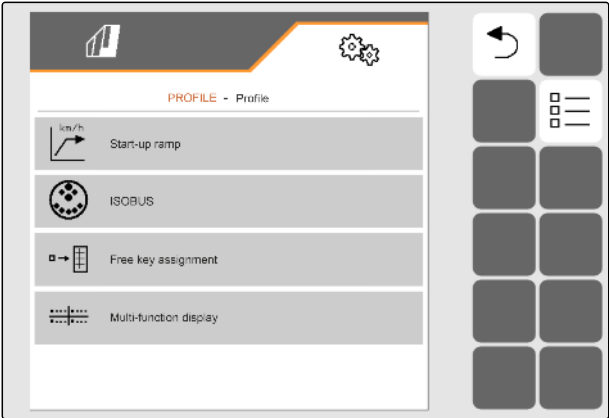 PROFILE - Profile
km/h
Start-up ramp
ISOBUS
Free key assignment
Multi-function display